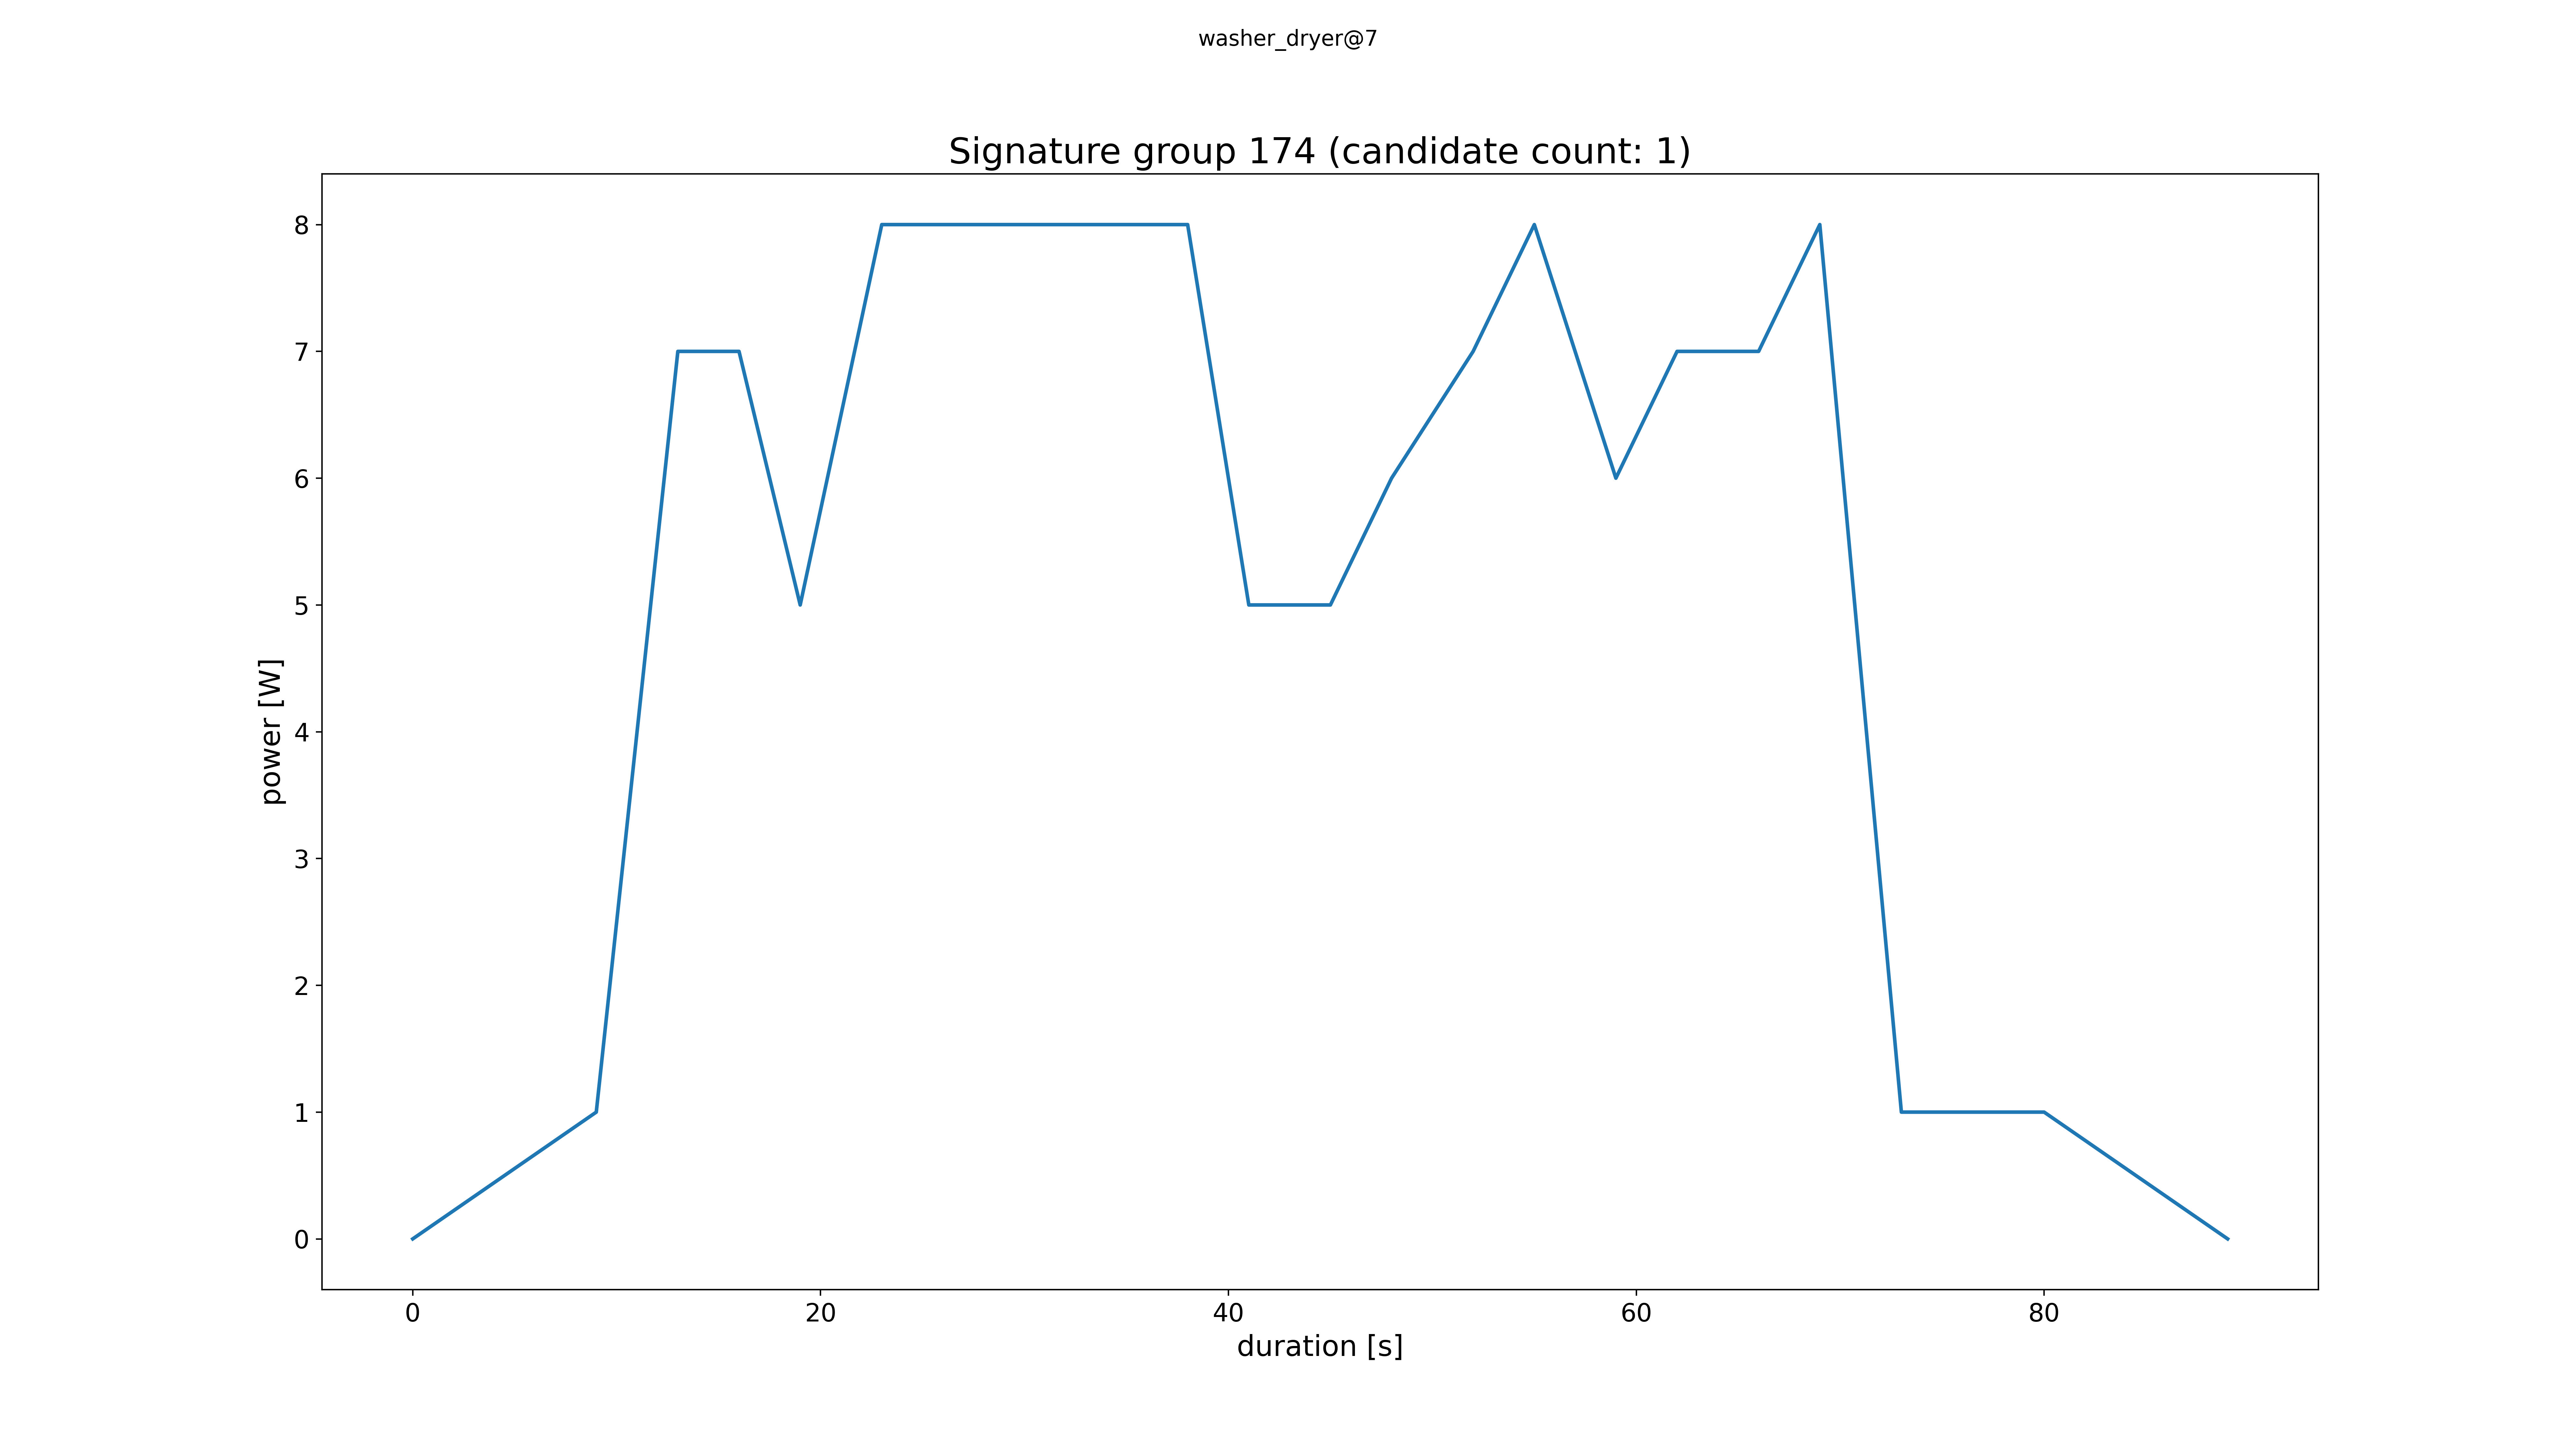 washer_dryer@7
Signature group 174 (candidate count: 1)
8
7
6
5
4
3
2
1
0
power [W]
0 20 40 60 80
duration [s]